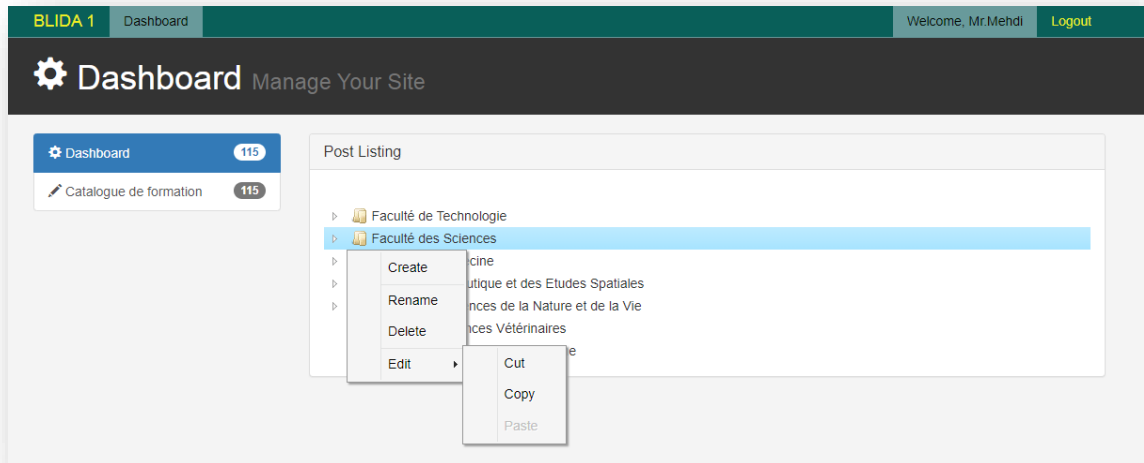 BLIDA 1 Dashboard Welcome, Mr.Mehdi Logout
Dashboard Manage Your Site
Dashboard 115
Catalogue de formation 115
Post Listing
Faculté de Technologie
Faculté des Sciences
Create
Rename
utique et des Etudes Spatiales
nces de la Nature et de la Vie
Delete
Vétérinaires
Edit
Cut
Copy
Paste